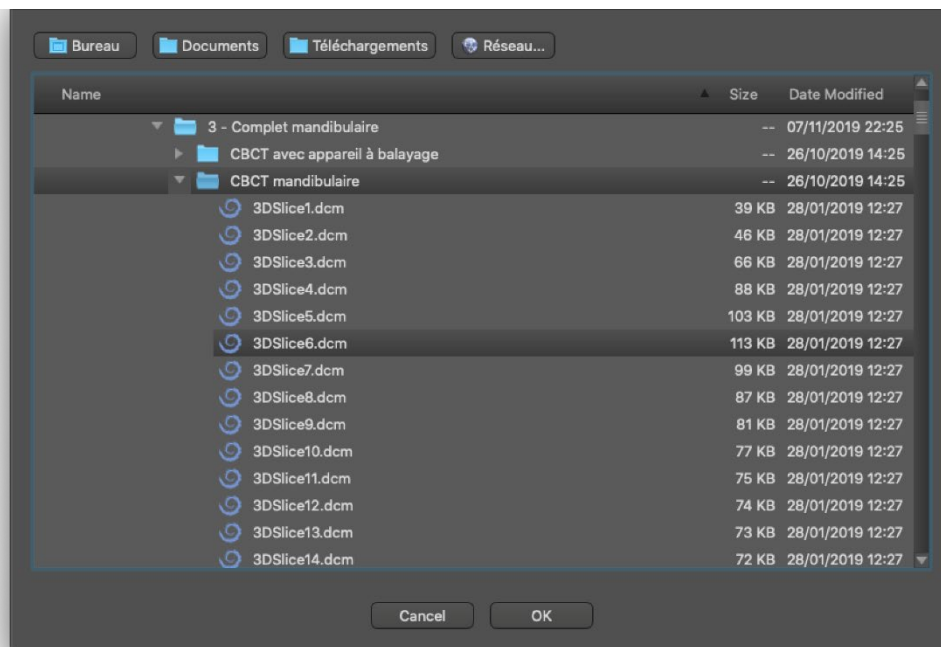 Bureau Documents Téléchargements Réseau...
Name Size Date Modified
3 - Complet mandibulaire -- 07/11/2019 22:25
CBCT avec appareil à balayage -- 26/10/2019 14:25
CBCT mandibulaire -- 26/10/2019 14:25
3DSlice1.dcm 39 KB 28/01/2019 12:27
3DSlice2.dcm 46 KB 28/01/2019 12:27
3DSlice3.dcm 66 KB 28/01/2019 12:27
3DSlice4.dcm 88 KB 28/01/2019 12:27
3DSlice5.dcm 103 KB 28/01/2019 12:27
3DSlice6.dcm 113 KB 28/01/2019 12:27
3DSlice7.dcm 99 KB 28/01/2019 12:27
3DSlice8.dcm 87 KB 28/01/2019 12:27
3DSlice9.dcm 81 KB 28/01/2019 12:27
3DSlice10.dcm 77 KB 28/01/2019 12:27
3DSlice11.dcm 75 KB 28/01/2019 12:27
3DSlice12.dcm 74 KB 28/01/2019 12:27
3DSlice13.dcm 73 KB 28/01/2019 12:27
3DSlice14.dcm 72 KB 28/01/2019 12:27
Cancel OK